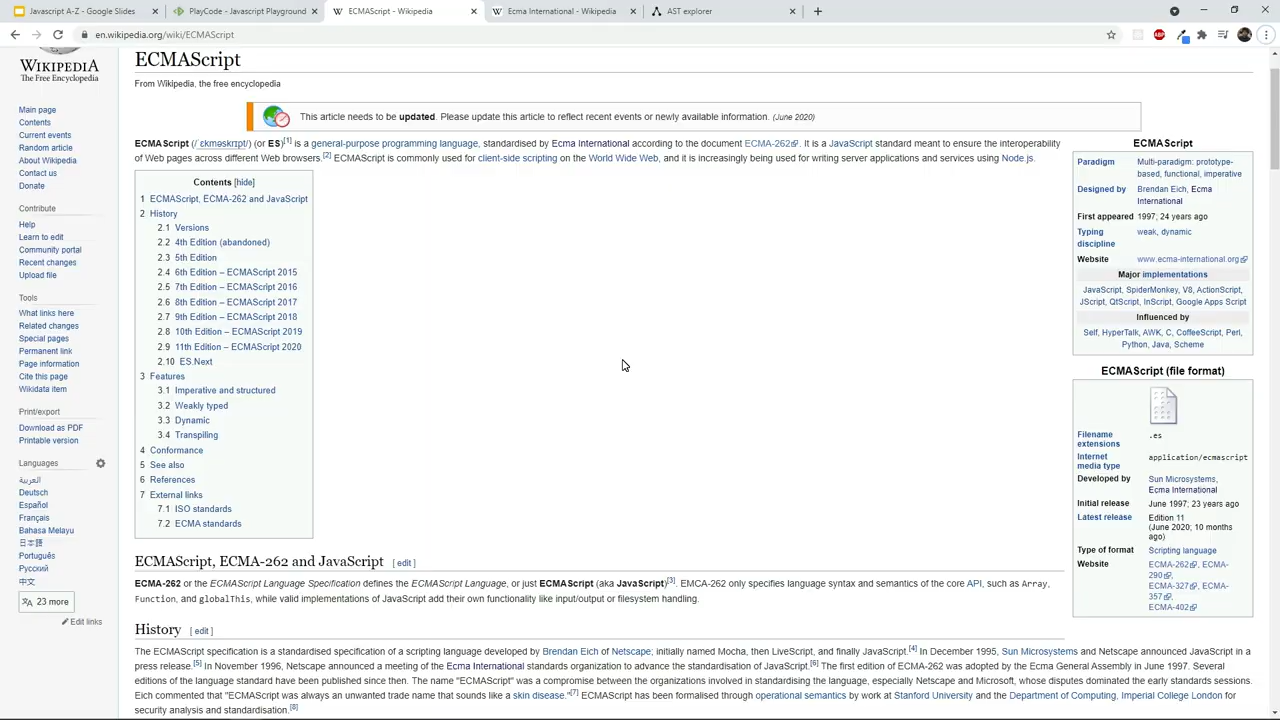 Javascript A-Z - Google Slides
PlayCode - Javascript Playground
ECMAScript - Wikipedia
Ecma International - Wikipedia
AST explorer
en.wikipedia.org/wiki/ECMAScript
WIKIPEDIA
The Free Encyclopedia
Main page
Contents
Current events
Random article
About Wikipedia
Contact us
Donate
Contribute
Help
Learn to edit
Community portal
Recent changes
Upload file
Tools
What links here
Related changes
Special pages
Permanent link
Page information
Cite this page
Wikidata item
Print/export
Download as PDF
Printable version
Languages
العربية
Deutsch
Español
Français
Bahasa Melayu
日本語
Português
Русский
中文
23 more
Edit links
ECMAScript
From Wikipedia, the free encyclopedia
This article needs to be updated. Please update this article to reflect recent events or newly available information. (June 2020)
ECMAScript (/ˈɛkməskrɪpt/) (or ES)[1] is a general-purpose programming language, standardised by Ecma International according to the document ECMA-262. It is a JavaScript standard meant to ensure the interoperability
of Web pages across different Web browsers.[2] ECMAScript is commonly used for client-side scripting on the World Wide Web, and it is increasingly being used for writing server applications and services using Node.js.
Contents [hide]
1 ECMAScript, ECMA-262 and JavaScript
2 History
2.1 Versions
2.2 4th Edition (abandoned)
2.3 5th Edition
2.4 6th Edition – ECMAScript 2015
2.5 7th Edition – ECMAScript 2016
2.6 8th Edition – ECMAScript 2017
2.7 9th Edition – ECMAScript 2018
2.8 10th Edition – ECMAScript 2019
2.9 11th Edition – ECMAScript 2020
2.10 ES.Next
3 Features
3.1 Imperative and structured
3.2 Weakly typed
3.3 Dynamic
3.4 Transpiling
4 Conformance
5 See also
6 References
7 External links
7.1 ISO standards
7.2 ECMA standards
ECMAScript, ECMA-262 and JavaScript [ edit ]
ECMA-262 or the ECMAScript Language Specification defines the ECMAScript Language, or just ECMAScript (aka JavaScript)[3]. EMCA-262 only specifies language syntax and semantics of the core API, such as Array,
Function, and globalThis, while valid implementations of JavaScript add their own functionality like input/output or filesystem handling.
History [ edit ]
The ECMAScript specification is a standardised specification of a scripting language developed by Brendan Eich of Netscape; initially named Mocha, then LiveScript, and finally JavaScript.[4] In December 1995, Sun Microsystems and Netscape announced JavaScript in a
press release.[5] In November 1996, Netscape announced a meeting of the Ecma International standards organization to advance the standardisation of JavaScript.[6] The first edition of ECMA-262 was adopted by the Ecma General Assembly in June 1997. Several
editions of the language standard have been published since then. The name "ECMAScript" was a compromise between the organizations involved in standardising the language, especially Netscape and Microsoft, whose disputes dominated the early standards sessions.
Eich commented that "ECMAScript was always an unwanted trade name that sounds like a skin disease."[7] ECMAScript has been formalised through operational semantics by work at Stanford University and the Department of Computing, Imperial College London for
security analysis and standardisation.[8]
ECMAScript
Paradigm Multi-paradigm: prototype-
based, functional, imperative
Designed by Brendan Eich, Ecma
International
First appeared 1997; 24 years ago
Typing weak, dynamic
discipline
Website www.ecma-international.org
Major implementations
JavaScript, SpiderMonkey, V8, ActionScript,
JScript, QtScript, InScript, Google Apps Script
Influenced by
Self, HyperTalk, AWK, C, CoffeeScript, Perl,
Python, Java, Scheme
ECMAScript (file format)
Filename .es
extensions
Internet application/ecmascript
media type
Developed by Sun Microsystems,
Ecma International
Initial release June 1997; 23 years ago
Latest release Edition 11
(June 2020; 10 months
ago)
Type of format Scripting language
Website ECMA-262, ECMA-
290,
ECMA-327, ECMA-
357,
ECMA-402